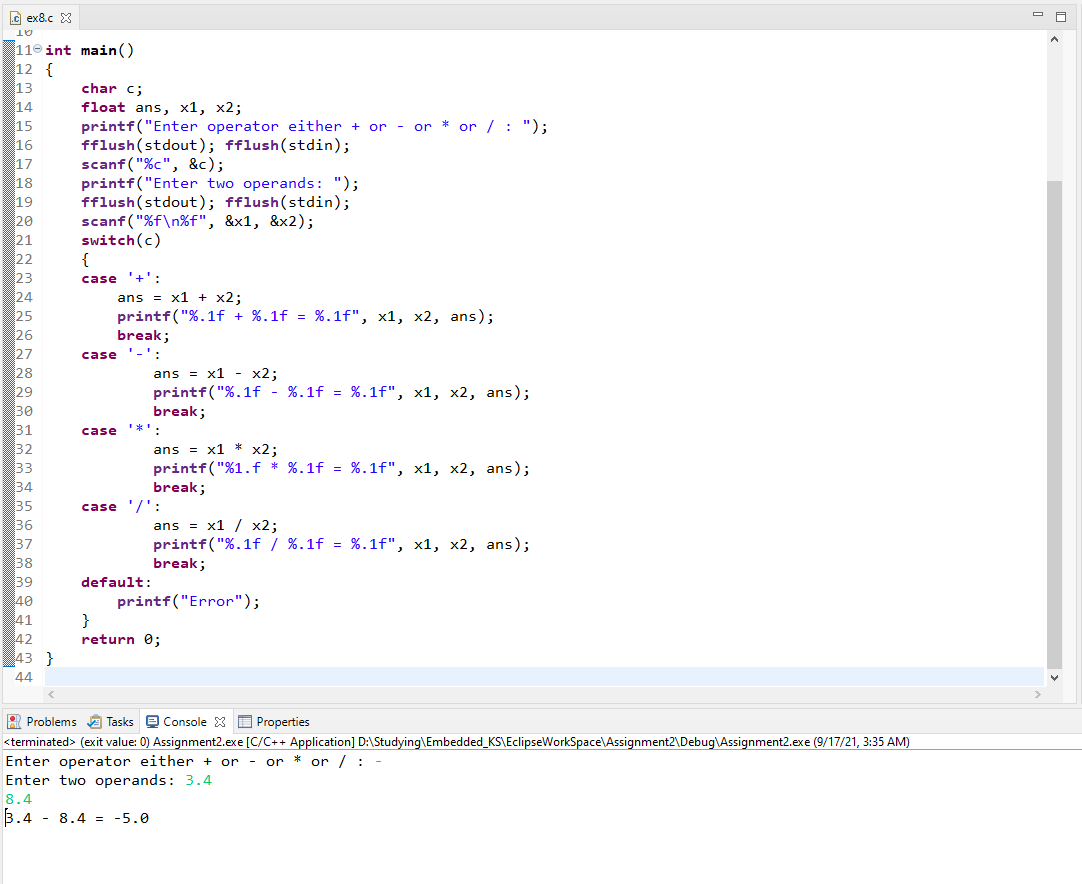 ex8.c
10
11 int main()
12 {
13     char c;
14     float ans, x1, x2;
15     printf("Enter operator either + or - or * or / : ");
16     fflush(stdout); fflush(stdin);
17     scanf("%c", &c);
18     printf("Enter two operands: ");
19     fflush(stdout); fflush(stdin);
20     scanf("%f\n%f", &x1, &x2);
21     switch(c)
22     {
23     case '+':
24         ans = x1 + x2;
25         printf("%.1f + %.1f = %.1f", x1, x2, ans);
26         break;
27     case '-':
28             ans = x1 - x2;
29             printf("%.1f - %.1f = %.1f", x1, x2, ans);
30             break;
31     case '*':
32             ans = x1 * x2;
33             printf("%1.f * %.1f = %.1f", x1, x2, ans);
34             break;
35     case '/':
36             ans = x1 / x2;
37             printf("%.1f / %.1f = %.1f", x1, x2, ans);
38             break;
39     default:
40         printf("Error");
41     }
42     return 0;
43 }
44
Problems Tasks Console Properties
<terminated> (exit value: 0) Assignment2.exe [C/C++ Application] D:\Studying\Embedded_KS\EclipseWorkSpace\Assignment2\Debug\Assignment2.exe (9/17/21, 3:35 AM)
Enter operator either + or - or * or / : -
Enter two operands: 3.4
8.4
3.4 - 8.4 = -5.0